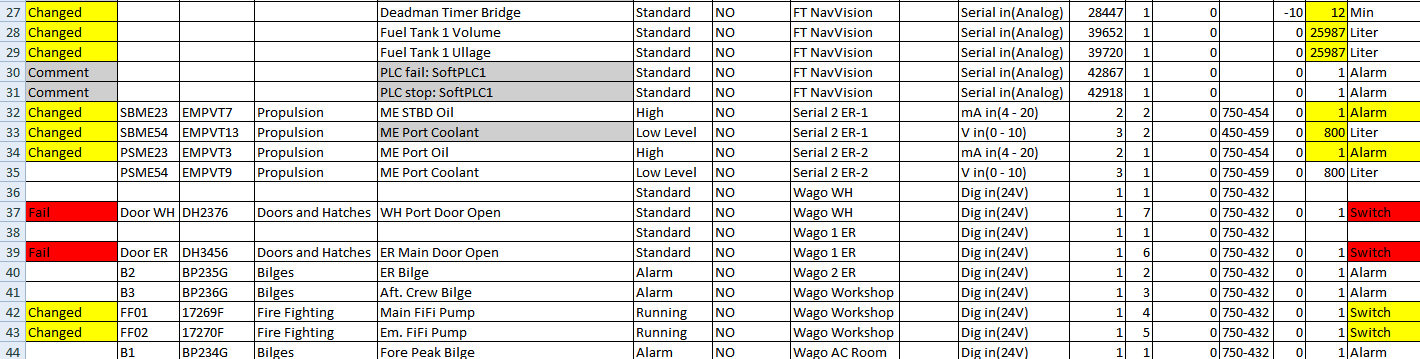 27 Changed Deadman Timer Bridge Standard NO FT NavVision Serial in(Analog) 28447 1 0 -10 12 Min
28 Changed Fuel Tank 1 Volume Standard NO FT NavVision Serial in(Analog) 39652 1 0 0 25987 Liter
29 Changed Fuel Tank 1 Ullage Standard NO FT NavVision Serial in(Analog) 39720 1 0 0 25987 Liter
30 Comment PLC fail: SoftPLC1 Standard NO FT NavVision Serial in(Analog) 42867 1 0 0 1 Alarm
31 Comment PLC stop: SoftPLC1 Standard NO FT NavVision Serial in(Analog) 42918 1 0 0 1 Alarm
32 Changed SBME23 EMPVT7 Propulsion ME STBD Oil High NO Serial 2 ER-1 mA in(4 - 20) 2 2 0 750-454 0 1 Alarm
33 Changed SBME54 EMPVT13 Propulsion ME Port Coolant Low Level NO Serial 2 ER-1 V in(0 - 10) 3 2 0 450-459 0 800 Liter
34 Changed PSME23 EMPVT3 Propulsion ME Port Oil High NO Serial 2 ER-2 mA in(4 - 20) 2 1 0 750-454 0 1 Alarm
35 PSME54 EMPVT9 Propulsion ME Port Coolant Low Level NO Serial 2 ER-2 V in(0 - 10) 3 1 0 750-459 0 800 Liter
36 Standard NO Wago WH Dig in(24V) 1 1 0 750-432
37 Fail Door WH DH2376 Doors and Hatches WH Port Door Open Standard NO Wago WH Dig in(24V) 1 7 0 750-432 0 1 Switch
38 Standard NO Wago 1 ER Dig in(24V) 1 1 0 750-432
39 Fail Door ER DH3456 Doors and Hatches ER Main Door Open Standard NO Wago 1 ER Dig in(24V) 1 6 0 750-432 0 1 Switch
40 B2 BP235G Bilges ER Bilge Alarm NO Wago 2 ER Dig in(24V) 1 2 0 750-432 0 1 Alarm
41 B3 BP236G Bilges Aft. Crew Bilge Alarm NO Wago Workshop Dig in(24V) 1 3 0 750-432 0 1 Alarm
42 Changed FF01 17269F Fire Fighting Main FiFi Pump Running NO Wago Workshop Dig in(24V) 1 4 0 750-432 0 1 Switch
43 Changed FF02 17270F Fire Fighting Em. FiFi Pump Running NO Wago Workshop Dig in(24V) 1 5 0 750-432 0 1 Switch
44 B1 BP234G Bilges Fore Peak Bilge Alarm NO Wago AC Room Dig in(24V) 1 1 0 750-432 0 1 Alarm